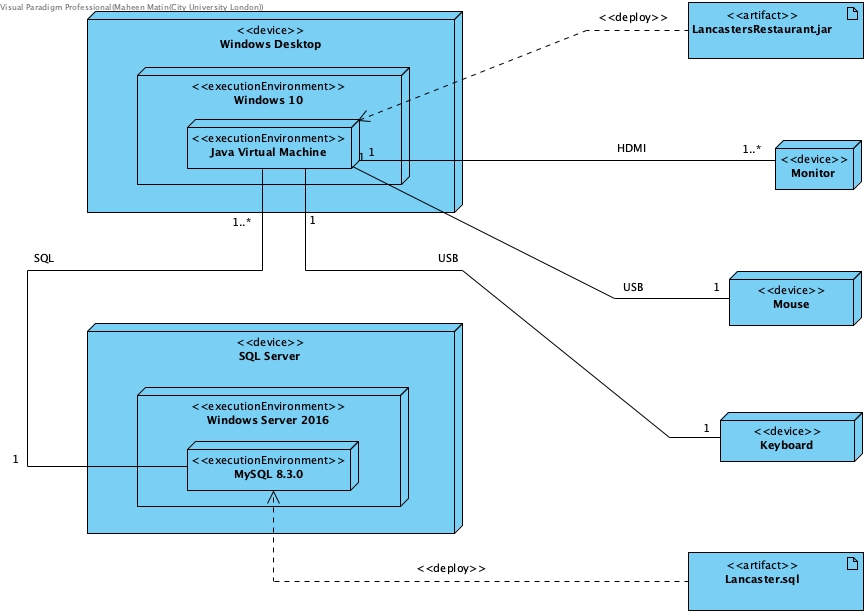 Visual Paradigm Professional(Maheen Matin(City University London))
<<device>>
Windows Desktop
<<executionEnvironment>>
Windows 10
<<executionEnvironment>>
Java Virtual Machine
<<deploy>>
<<artifact>>
LancastersRestaurant.jar
1
1
HDMI
1..*
<<device>>
Monitor
1..*
1
SQL
USB
USB
1
<<device>>
Mouse
<<device>>
SQL Server
<<executionEnvironment>>
Windows Server 2016
<<executionEnvironment>>
MySQL 8.3.0
1
1
<<device>>
Keyboard
<<deploy>>
<<artifact>>
Lancaster.sql